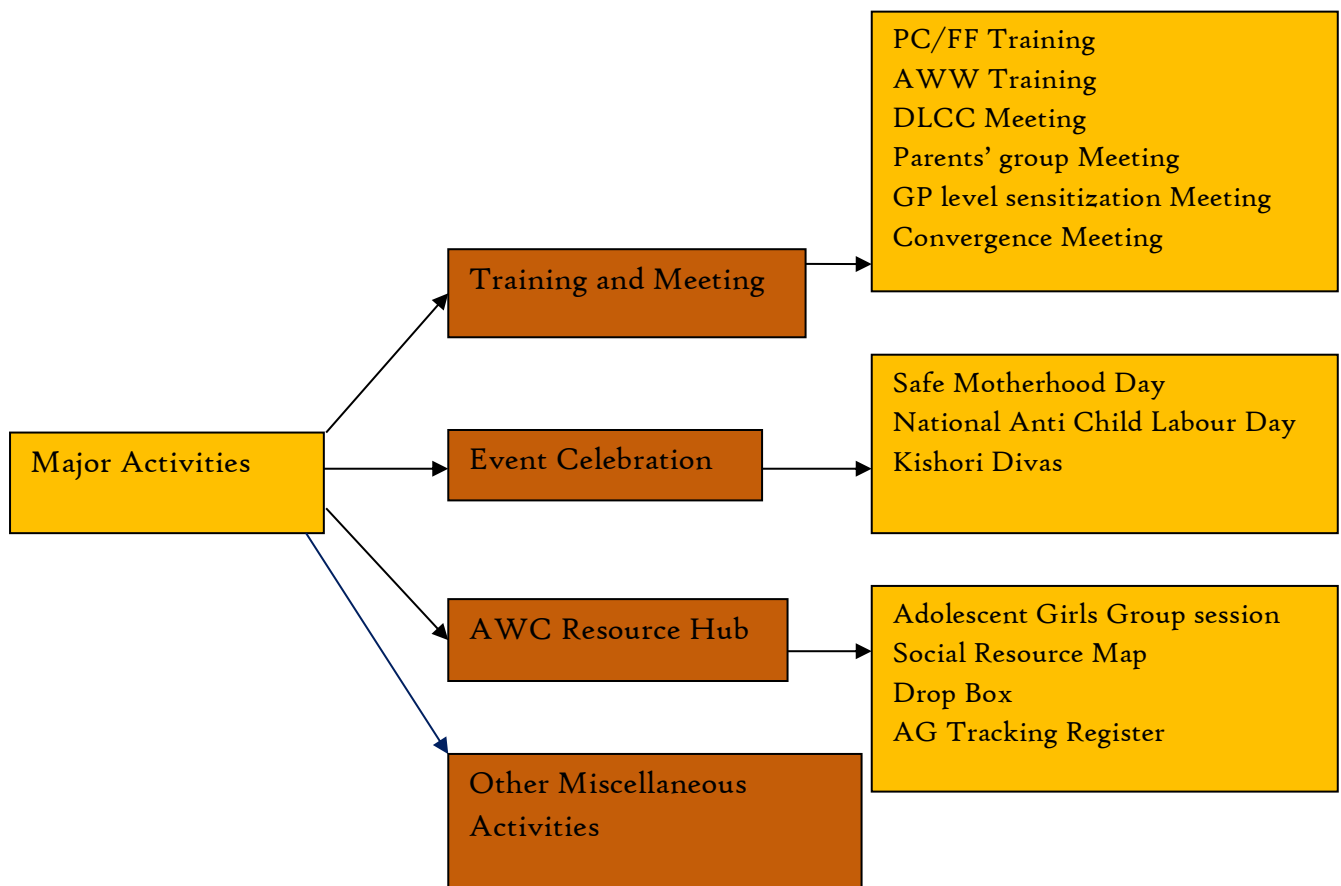 Major Activities
Training and Meeting
PC/FF Training
AWW Training
DLCC Meeting
Parents’ group Meeting
GP level sensitization Meeting
Convergence Meeting
Event Celebration
Safe Motherhood Day
National Anti Child Labour Day
Kishori Divas
AWC Resource Hub
Adolescent Girls Group session
Social Resource Map
Drop Box
AG Tracking Register
Other Miscellaneous
Activities